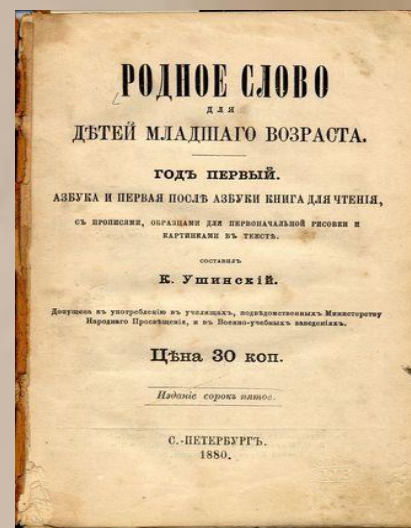 РОДНОЕ СЛОВО
ДЛЯ
ДѢТЕЙ МЛАДШАГО ВОЗРАСТА.
ГОДЪ ПЕРВЫЙ.
АЗБУКА И ПЕРВАЯ ПОСЛѢ АЗБУКИ КНИГА ДЛЯ ЧТЕНІЯ,
СЪ ПРОПИСЯМИ, ОБРАЗЦАМИ ДЛЯ ПЕРВОНАЧАЛЬНОЙ РИСОВКИ И
КАРТИНКАМИ ВЪ ТЕКСТѢ.
СОСТАВИЛЪ
К. Ушинскій.
Допущена къ употребленію въ училищахъ, подвѣдомственныхъ Министерству
Народнаго Просвѣщенія, и въ Военно-учебныхъ заведеніяхъ.
Цѣна 30 коп.
Изданіе сорокъ пятое.
С.-ПЕТЕРБУРГЪ.
1880.